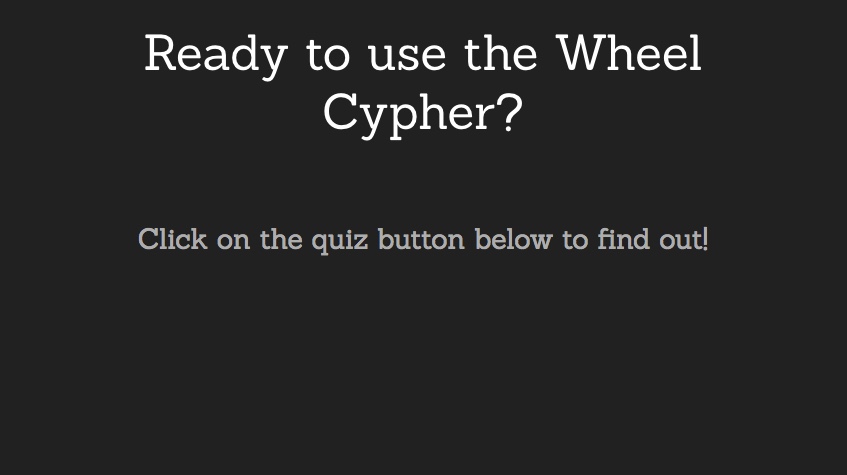 Ready to use the Wheel
Cypher?
Click on the quiz button below to find out!